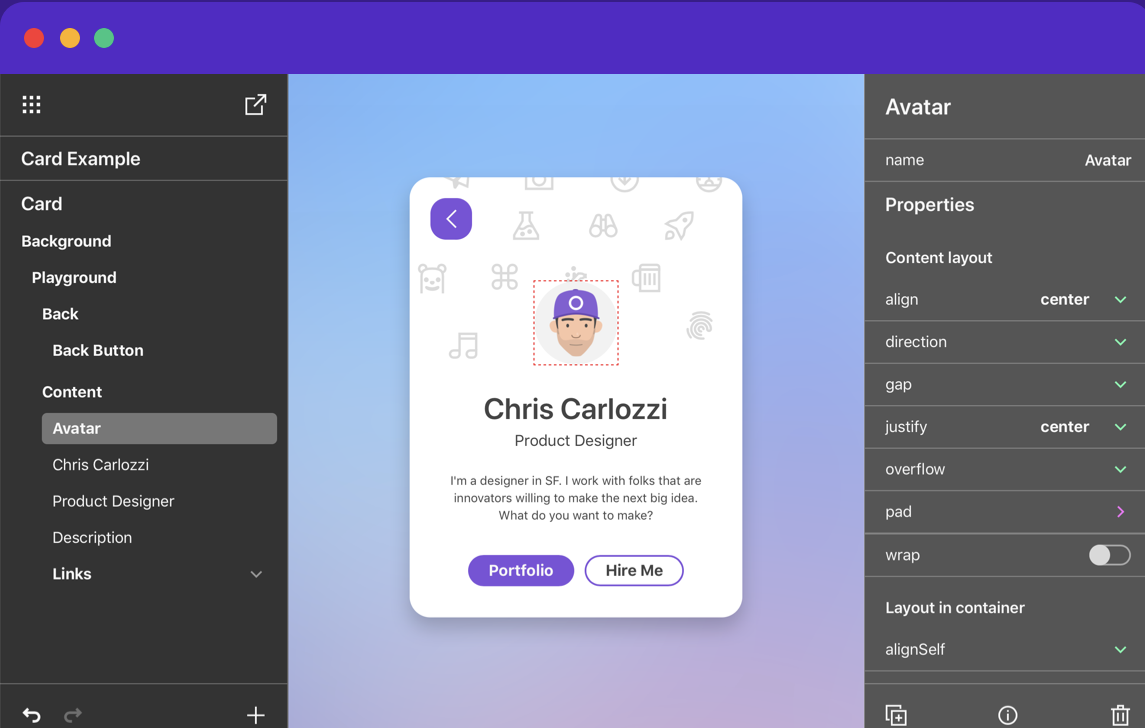 Card Example
Card
Background
Playground
Back
Back Button
Content
Avatar
Chris Carlozzi
Product Designer
Description
Links
Chris Carlozzi
Product Designer
I'm a designer in SF. I work with folks that are
innovators willing to make the next big idea.
What do you want to make?
Portfolio
Hire Me
Avatar
name Avatar
Properties
Content layout
align center
direction
gap
justify center
overflow
pad
wrap
Layout in container
alignSelf